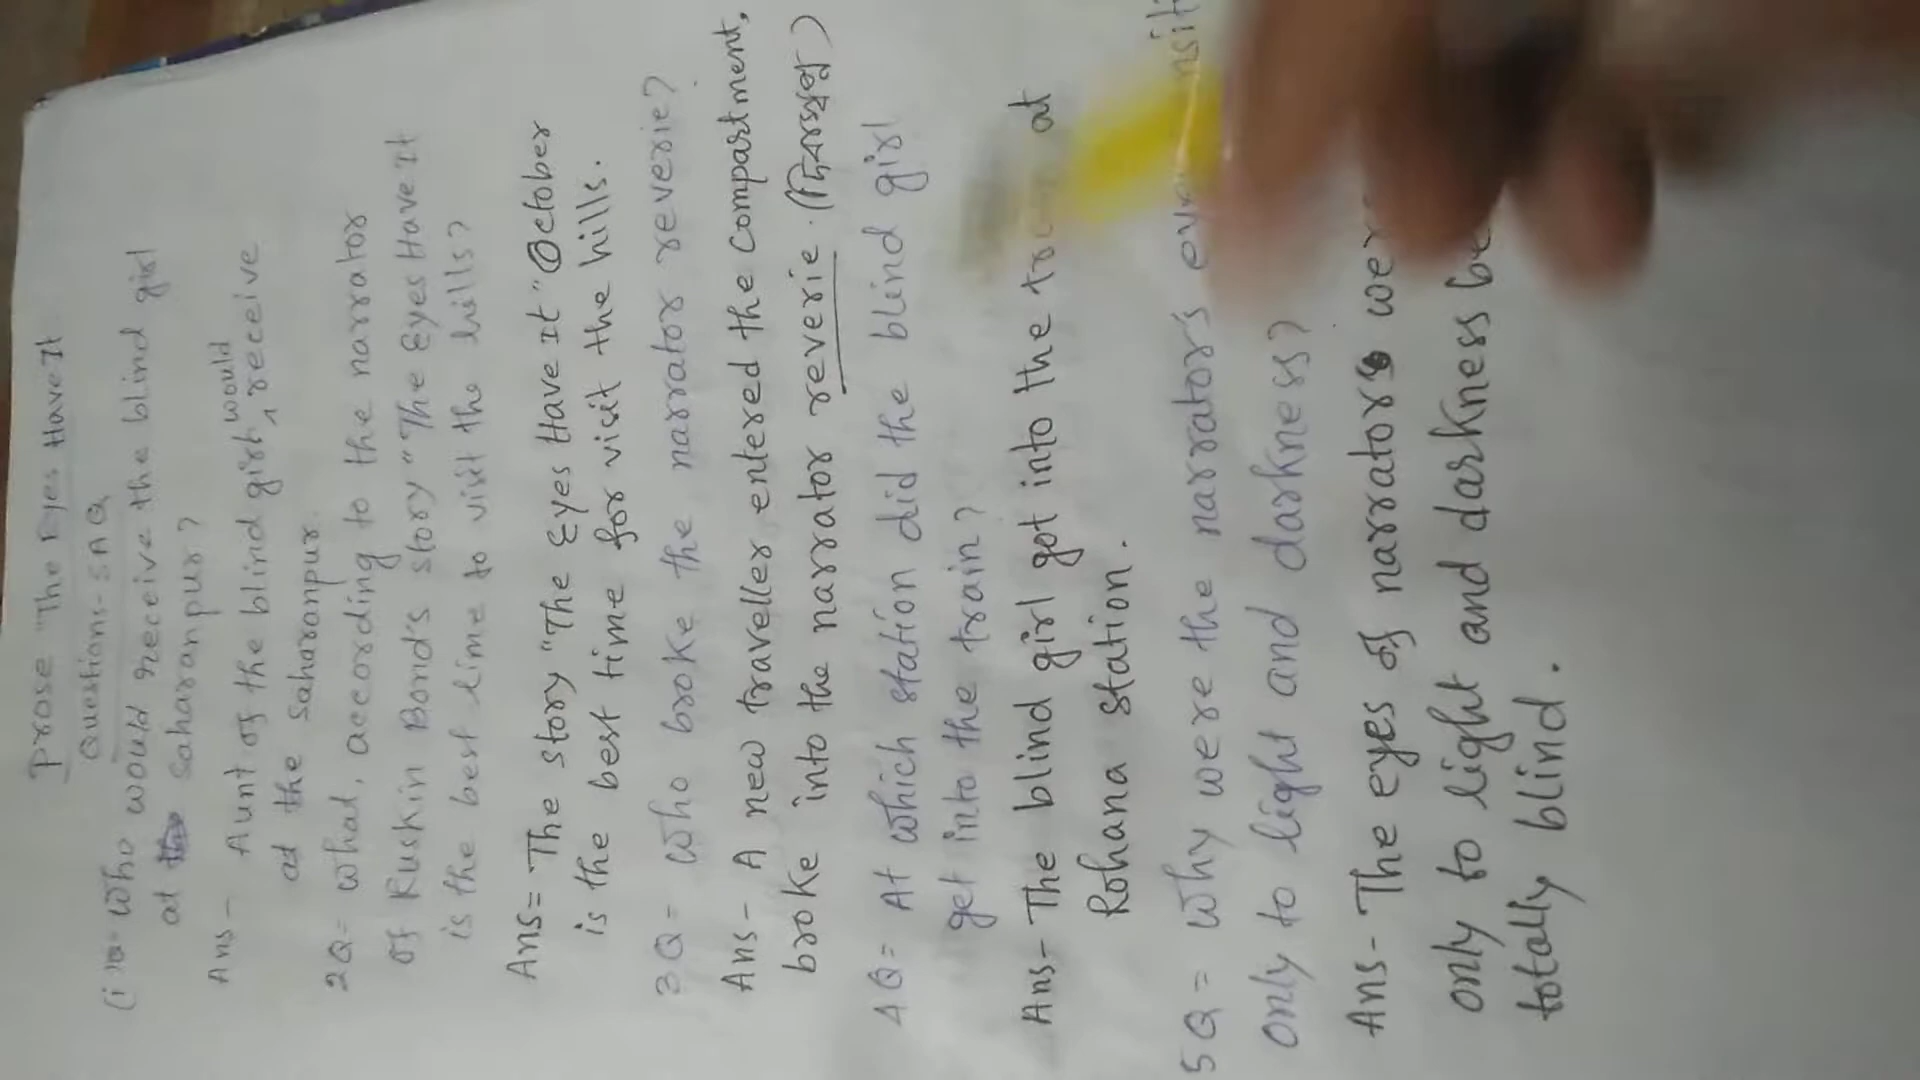 Prose "The Eyes Have It
Questions - SAQ
Who would receive the blind girl
at Saharanpur?
Ans - Aunt of the blind girl, would receive
at the Saharanpur.
2Q = What, according to the narrator
of Ruskin Bond's story "The Eyes Have It
is the best time to visit the hills?
Ans = The story "The Eyes Have It" October
is the best time for visit the hills.
3Q = Who broke the narrator reverie?
Ans - A new traveller entered the compartment,
broke into the narrator reverie.
4Q = At which station did the blind girl
get into the train?
Ans - The blind girl got into the at
Rohana station.
5Q = Why were the narrators
only to light and darkness?
Ans - The eyes of narrators
only to light and darkness
totally blind.